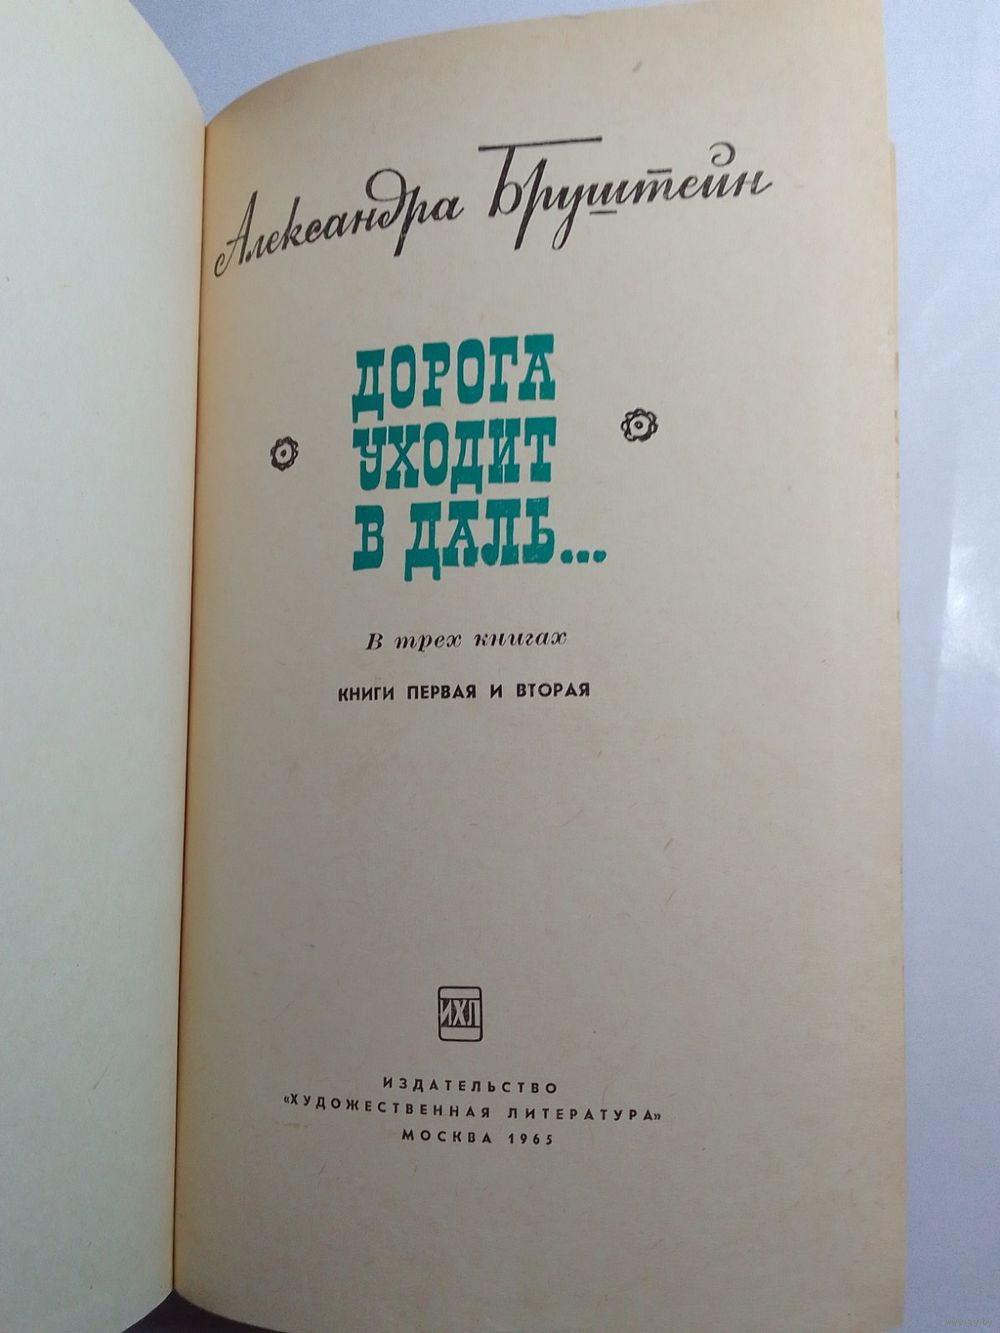 Александра Бруштейн
ДОРОГА
УХОДИТ
В ДАЛЬ...
В трех книгах
КНИГИ ПЕРВАЯ И ВТОРАЯ
ИХЛ
ИЗДАТЕЛЬСТВО
«ХУДОЖЕСТВЕННАЯ ЛИТЕРАТУРА»
МОСКВА 1965